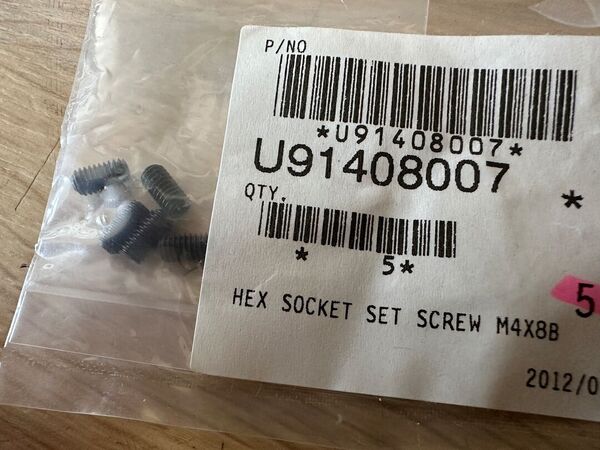 P/NO
*U91408007*
U91408007
*
QTY.
* 5*
5
HEX SOCKET SET SCREW M4X8B
2012/0